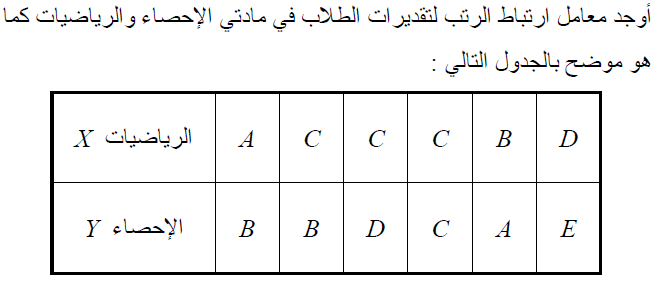 أوجد معامل ارتباط الرتب لتقديرات الطلاب في مادتي الإحصاء والرياضيات كما
هو موضح بالجدول التالي :
الرياضيات X A C C C B D
الإحصاء Y B B D C A E